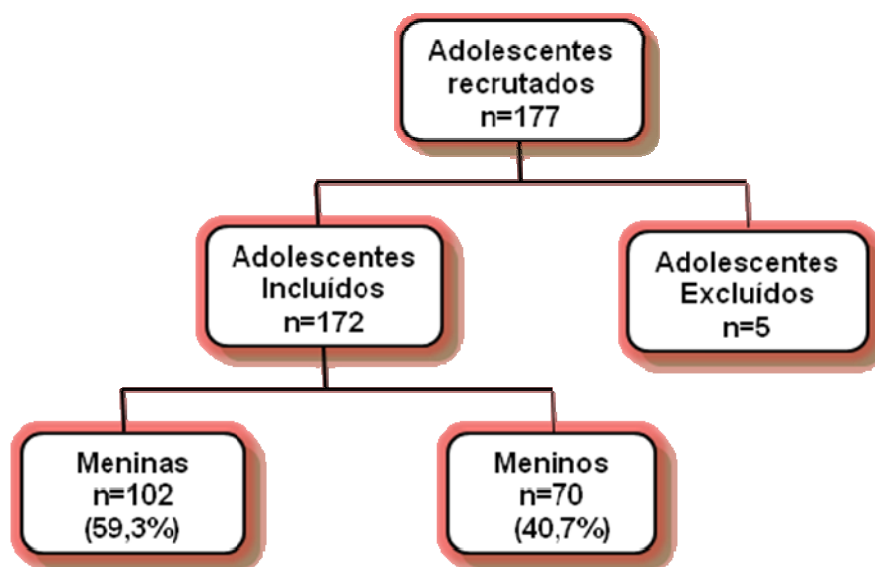 Adolescentes
recrutados
n=177
Adolescentes
Incluídos
n=172
Adolescentes
Excluídos
n=5
Meninas
n=102
(59,3%)
Meninos
n=70
(40,7%)